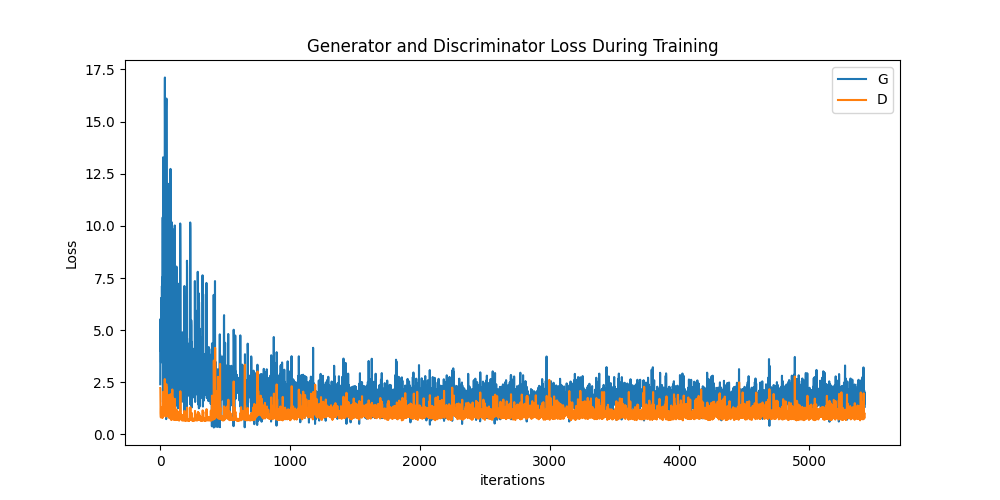 Generator and Discriminator Loss During Training
G
D
17.5
15.0
12.5
10.0
7.5
5.0
2.5
0.0
Loss
0 1000 2000 3000 4000 5000
iterations